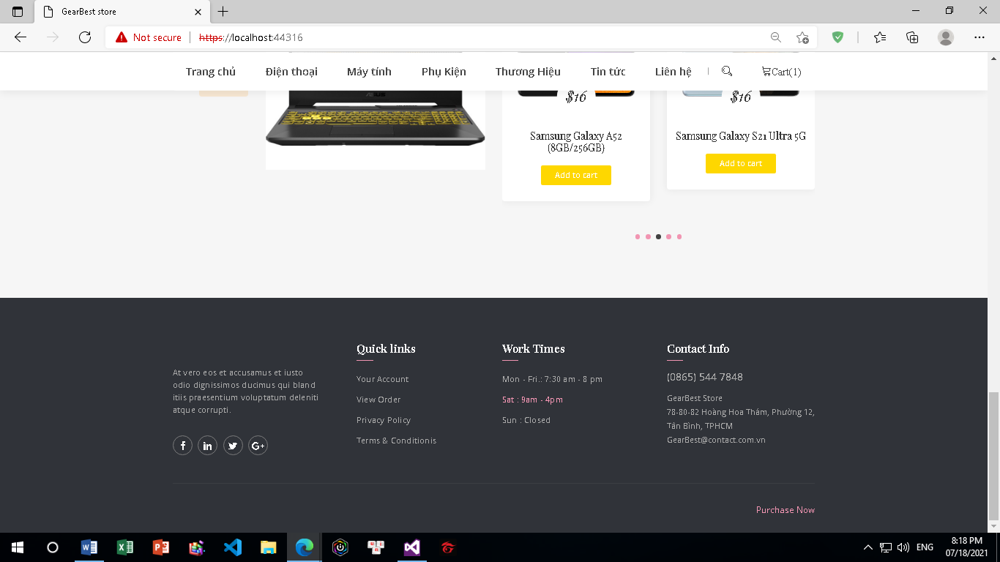 GearBest store
Not secure
https://localhost:44316
Trang chủ
Điện thoại
Máy tính
Phụ Kiện
Thương Hiệu
Tin tức
Liên hệ
Cart(1)
ASUS
$16
$16
Samsung Galaxy A52
(8GB/256GB)
Add to cart
Samsung Galaxy S21 Ultra 5G
Add to cart
At vero eos et accusamus et iusto
odio dignissimos ducimus qui bland
itiis praesentium voluptatum deleniti
atque corrupti.
Quick links
Your Account
View Order
Privacy Policy
Terms & Conditionis
Work Times
Mon - Fri.: 7:30 am - 8 pm
Sat : 9am - 4pm
Sun : Closed
Contact Info
(0865) 544 7848
GearBest Store
78-80-82 Hoàng Hoa Thám, Phường 12,
Tân Bình, TPHCM
GearBest@contact.com.vn
Purchase Now
ENG
8:18 PM
07/18/2021